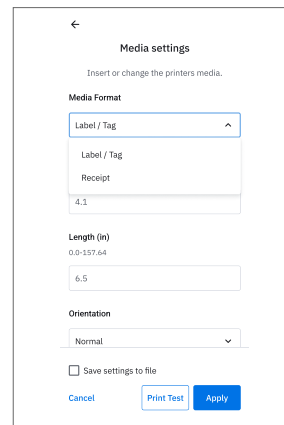 Media settings
Insert or change the printers media.
Media Format
Label / Tag
Label / Tag
Receipt
4.1
Length (in)
0.0-157.64
6.5
Orientation
Normal
Save settings to file
Cancel
Print Test
Apply